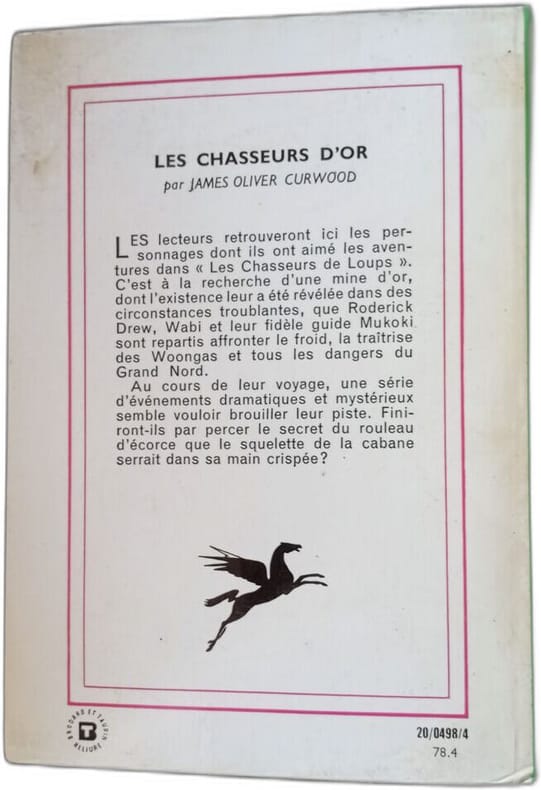 LES CHASSEURS D'OR
par JAMES OLIVER CURWOOD
LES lecteurs retrouveront ici les per-
sonnages dont ils ont aimé les aven-
tures dans « Les Chasseurs de Loups ».
C'est à la recherche d'une mine d'or,
dont l'existence leur a été révélée dans des
circonstances troublantes, que Roderick
Drew, Wabi et leur fidèle guide Mukoki
sont repartis affronter le froid, la traîtrise
des Woongas et tous les dangers du
Grand Nord.
Au cours de leur voyage, une série
d'événements dramatiques et mystérieux
semble vouloir brouiller leur piste. Fini-
ront-ils par percer le secret du rouleau
d'écorce que le squelette de la cabane
serrait dans sa main crispée?
BRODARD ET TAUPIN
RELIURE
20/0498/4
78.4